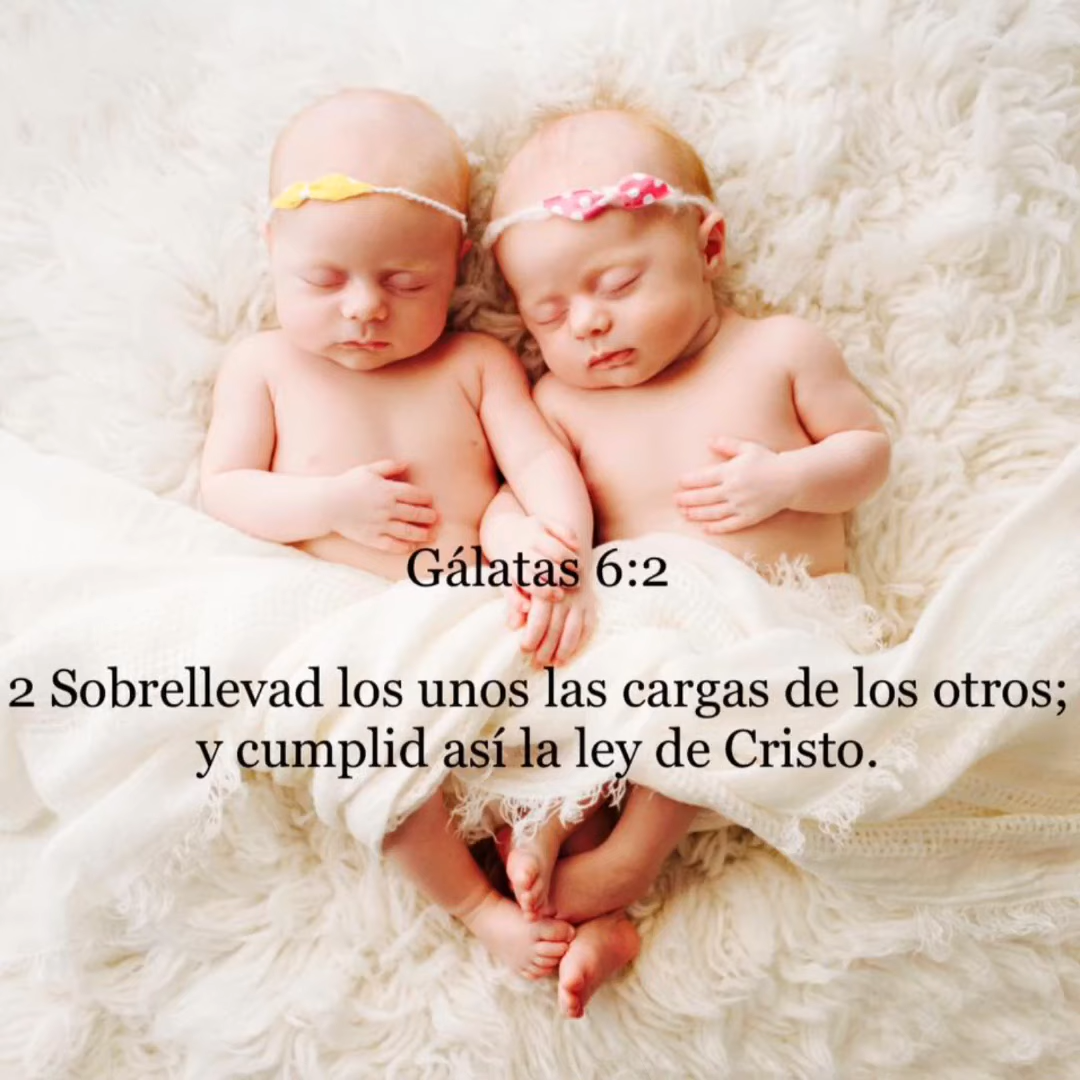 Gálatas 6:2
2 Sobrellevad los unos las cargas de los otros;
y cumplid así la ley de Cristo.